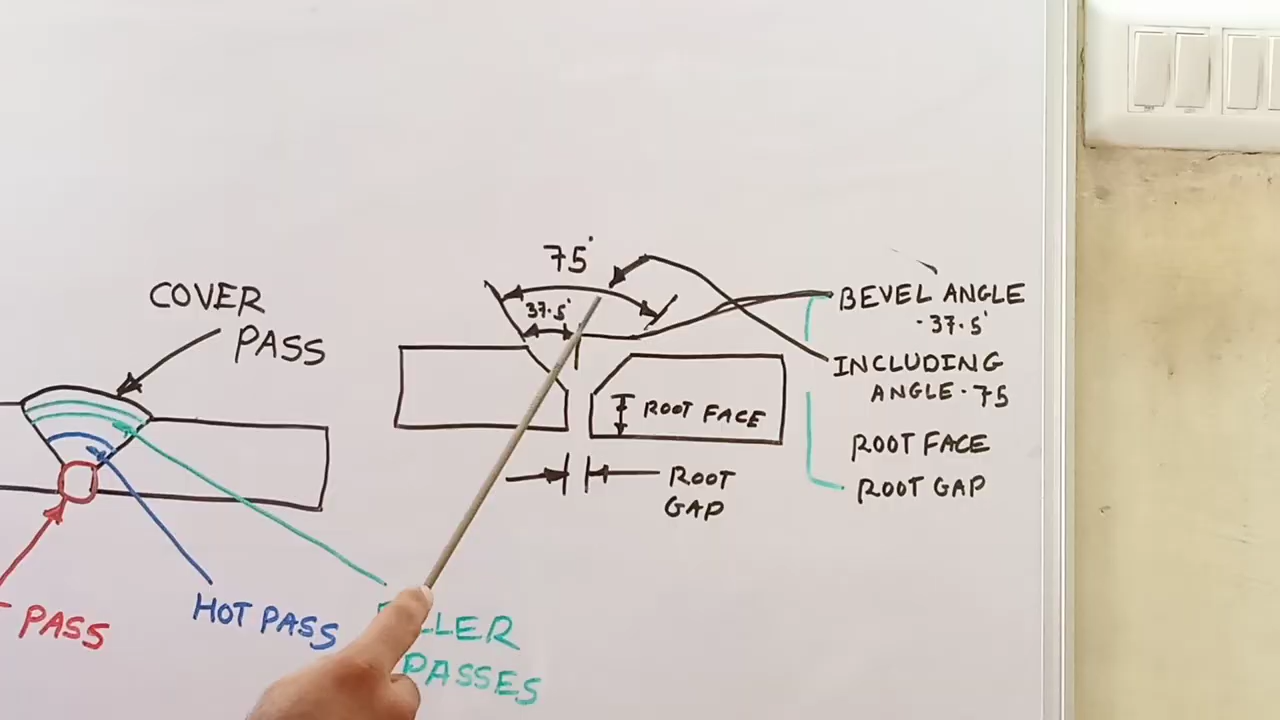 COVER
PASS
PASS
HOT PASS
PASSES
75°
37.5°
ROOT FACE
ROOT
GAP
BEVEL ANGLE
·37.5°
INCLUDING
ANGLE·75
ROOT FACE
ROOT GAP